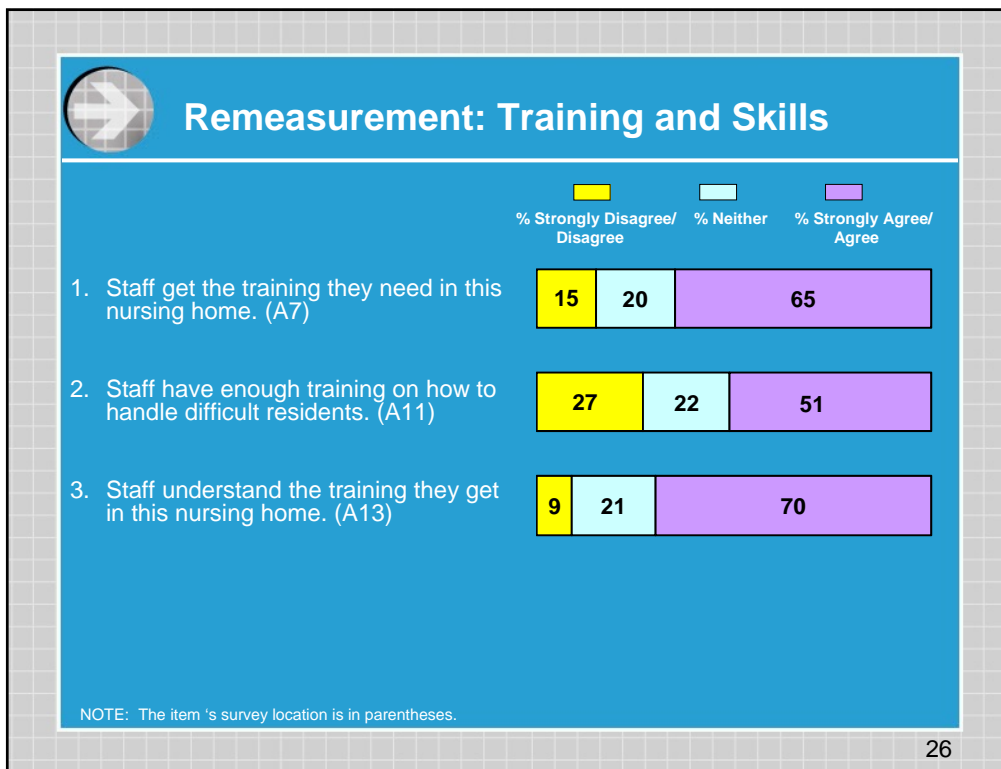 Remeasurement: Training and Skills
% Strongly Disagree/
Disagree
% Neither
% Strongly Agree/
Agree
1. Staff get the training they need in this
nursing home. (A7)
15 20 65
2. Staff have enough training on how to
handle difficult residents. (A11)
27 22 51
3. Staff understand the training they get
in this nursing home. (A13)
9 21 70
NOTE: The item ‘s survey location is in parentheses.
26